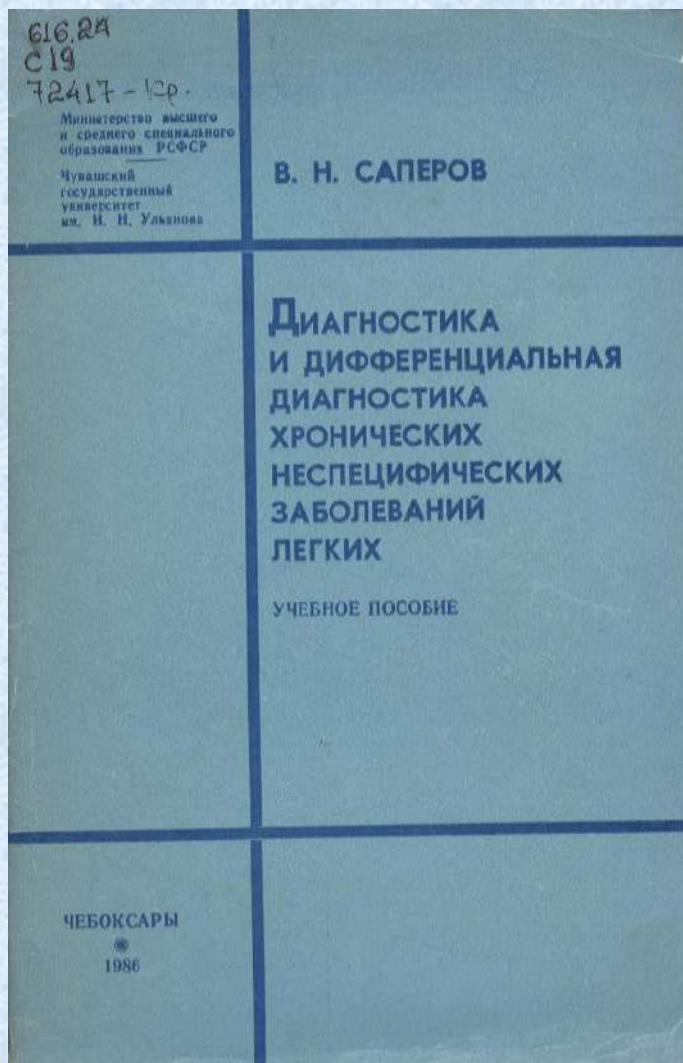 616.24
С19
72417-кр.
Министерство высшего
и среднего специального
образования РСФСР
Чувашский
государственный
университет
им. И. Н. Ульянова
В. Н. САПЕРОВ
ДИАГНОСТИКА
И ДИФФЕРЕНЦИАЛЬНАЯ
ДИАГНОСТИКА
ХРОНИЧЕСКИХ
НЕСПЕЦИФИЧЕСКИХ
ЗАБОЛЕВАНИЙ
ЛЕГКИХ
УЧЕБНОЕ ПОСОБИЕ
ЧЕБОКСАРЫ
1986